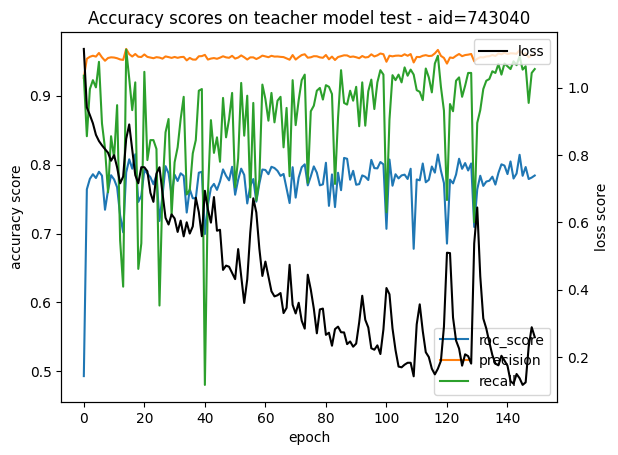 Accuracy scores on teacher model test - aid=743040
loss
0.9
0.8
0.7
0.6
0.5
accuracy score
1.0
0.8
0.6
0.4
0.2
loss score
roc_score
precision
recall
0
20
40
60
80
100
120
140
epoch